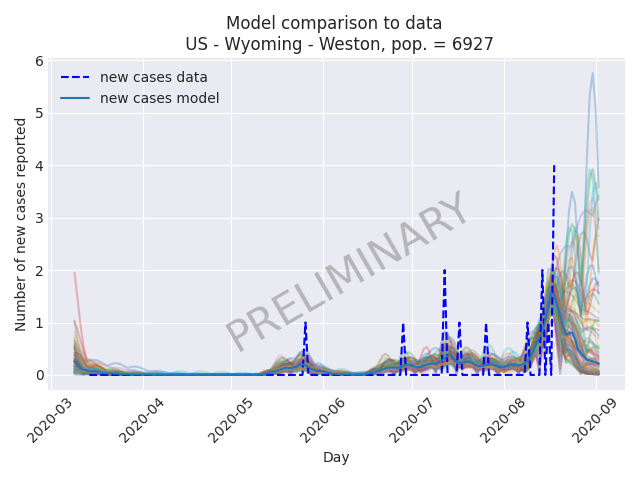 Model comparison to data
US - Wyoming - Weston, pop. = 6927
new cases data
new cases model
Number of new cases reported
6
5
4
3
2
1
0
PRELIMINARY
2020-03
2020-04
2020-05
2020-06
2020-07
2020-08
2020-09
Day